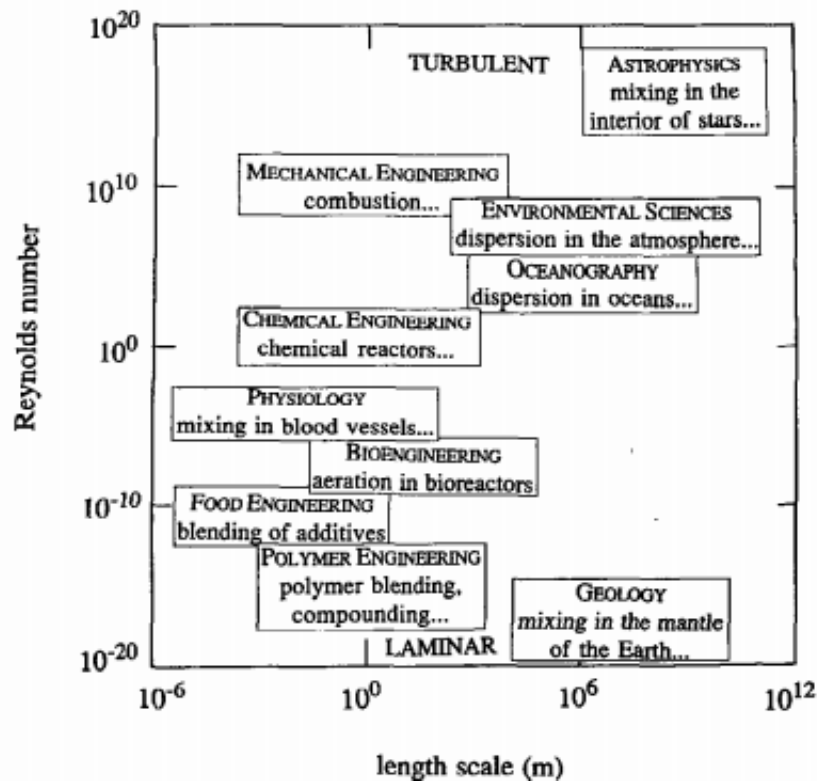 10^20
TURBULENT
ASTROPHYSICS
mixing in the
interior of stars...
MECHANICAL ENGINEERING
combustion...
10^10
ENVIRONMENTAL SCIENCES
dispersion in the atmosphere...
OCEANOGRAPHY
dispersion in oceans...
CHEMICAL ENGINEERING
chemical reactors...
10^0
Reynolds number
PHYSIOLOGY
mixing in blood vessels...
BIOENGINEERING
aeration in bioreactors
10^-10
FOOD ENGINEERING
blending of additives
POLYMER ENGINEERING
polymer blending,
compounding...
GEOLOGY
mixing in the mantle
of the Earth...
LAMINAR
10^-20
10^-6 10^0 10^6 10^12
length scale (m)